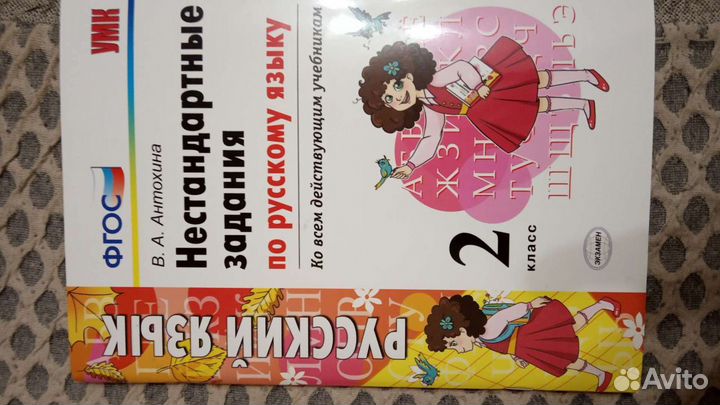 УМК
ФГОС
В. А. Антохина
Нестандартные
задания
по русскому языку
Ко всем действующим учебникам
2
класс
ЭКЗАМЕН
РУССКИЙ ЯЗЫК
Avito